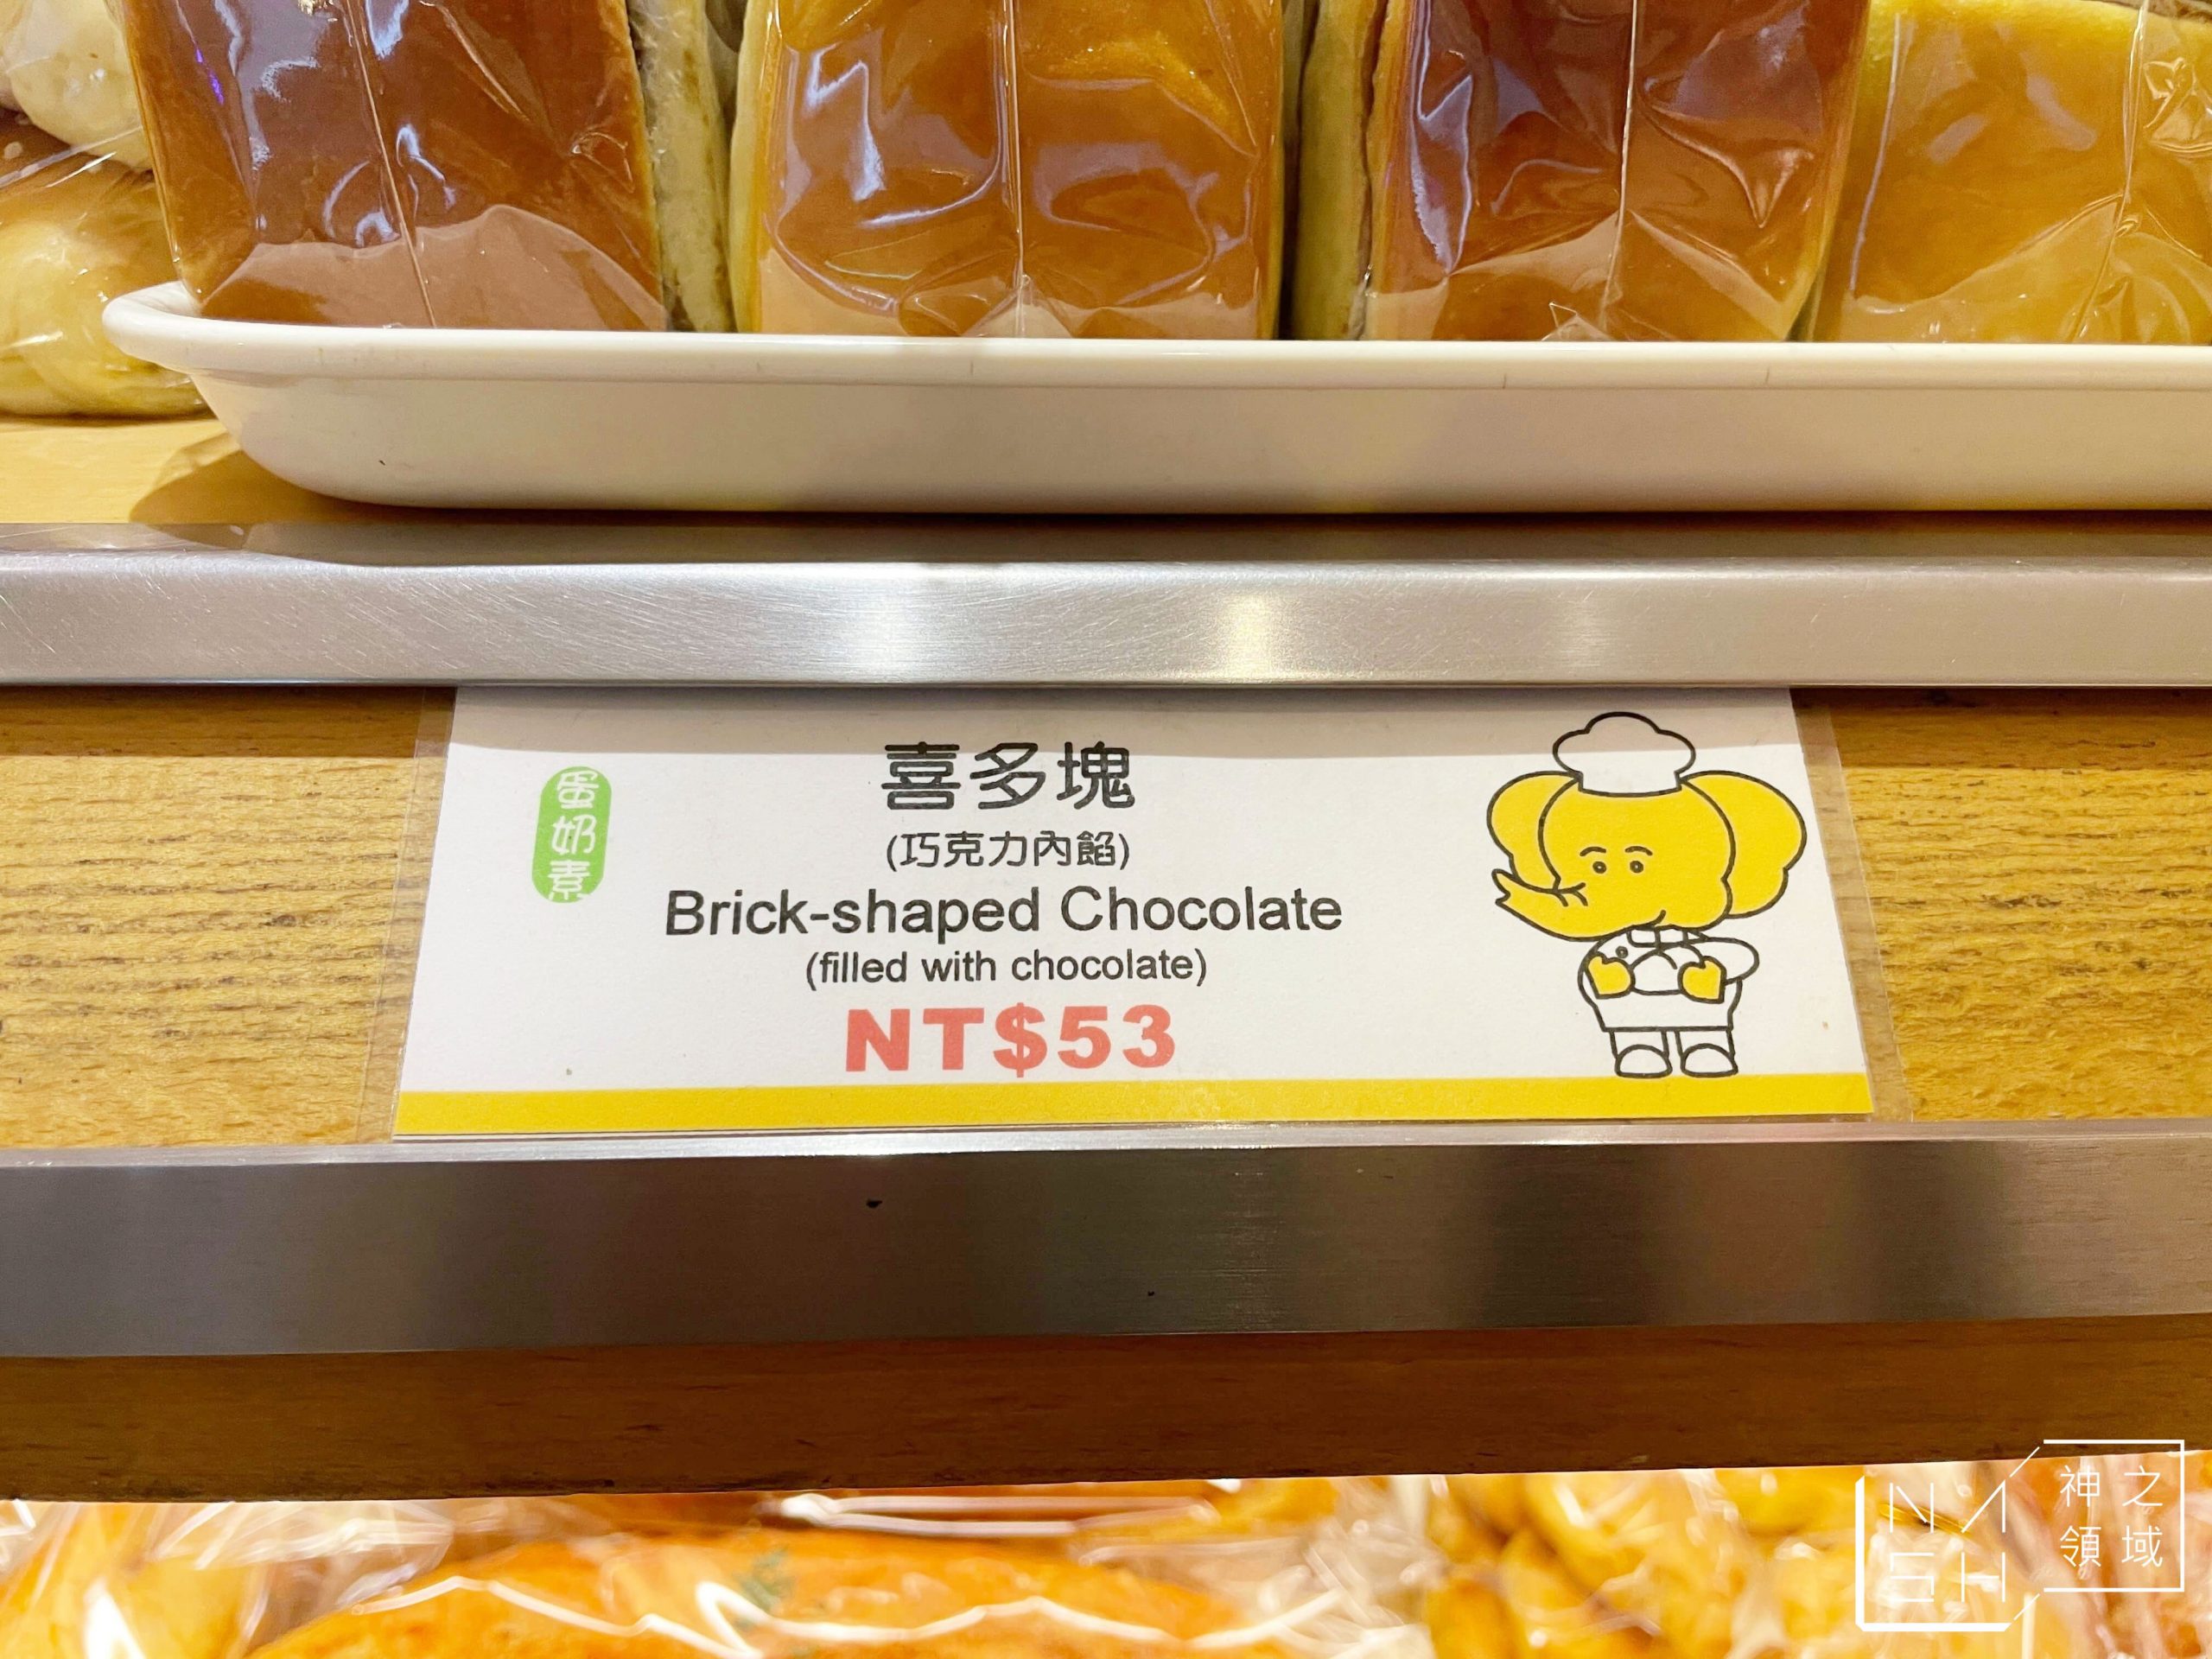 蛋奶素
喜多塊
(巧克力內餡)
Brick-shaped Chocolate
(filled with chocolate)
NT$53
NASH
神之領域